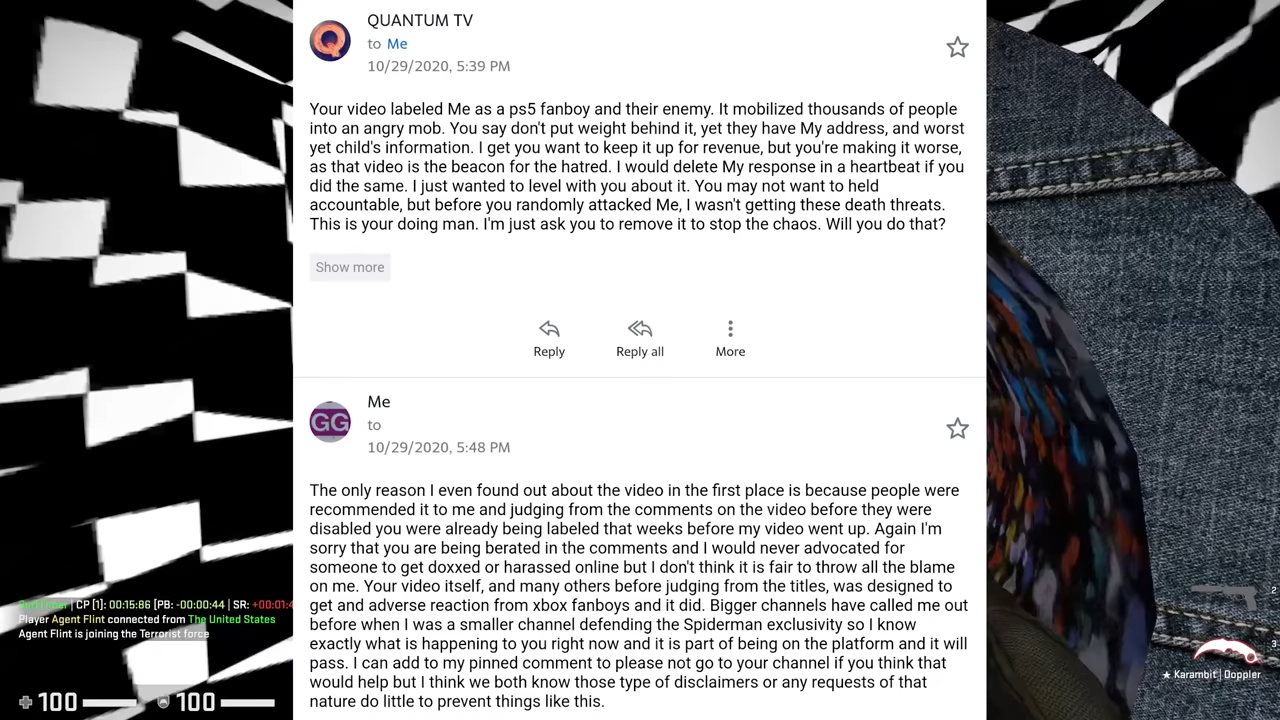 QUANTUM TV
to Me
10/29/2020, 5:39 PM
Your video labeled Me as a ps5 fanboy and their enemy. It mobilized thousands of people
into an angry mob. You say don't put weight behind it, yet they have My address, and worst
yet child's information. I get you want to keep it up for revenue, but you're making it worse,
as that video is the beacon for the hatred. I would delete My response in a heartbeat if you
did the same. I just wanted to level with you about it. You may not want to held
accountable, but before you randomly attacked Me, I wasn't getting these death threats.
This is your doing man. I'm just ask you to remove it to stop the chaos. Will you do that?
Show more
Reply Reply all More
GG
Me
to
10/29/2020, 5:48 PM
The only reason I even found out about the video in the first place is because people were
recommended it to me and judging from the comments on the video before they were
disabled you were already being labeled that weeks before my video went up. Again I'm
sorry that you are being berated in the comments and I would never advocated for
someone to get doxxed or harassed online but I don't think it is fair to throw all the blame
on me. Your video itself, and many others before judging from the titles, was designed to
get and adverse reaction from xbox fanboys and it did. Bigger channels have called me out
before when I was a smaller channel defending the Spiderman exclusivity so I know
exactly what is happening to you right now and it is part of being on the platform and it will
pass. I can add to my pinned comment to please not go to your channel if you think that
would help but I think we both know those type of disclaimers or any requests of that
nature do little to prevent things like this.
| CP [1]: 00:15:86 [PB: -00:00:44 | SR: +00:01:4
Player Agent Flint connected from The United States
Agent Flint is joining the Terrorist force
100 100
2
3
★ Karambit | Doppler